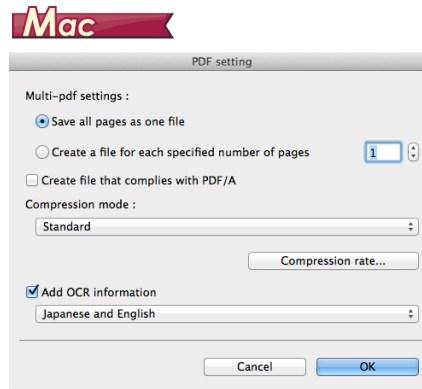 Mac
PDF setting
Multi-pdf settings :
Save all pages as one file
Create a file for each specified number of pages 1
Create file that complies with PDF/A
Compression mode :
Standard
Compression rate...
Add OCR information
Japanese and English
Cancel OK